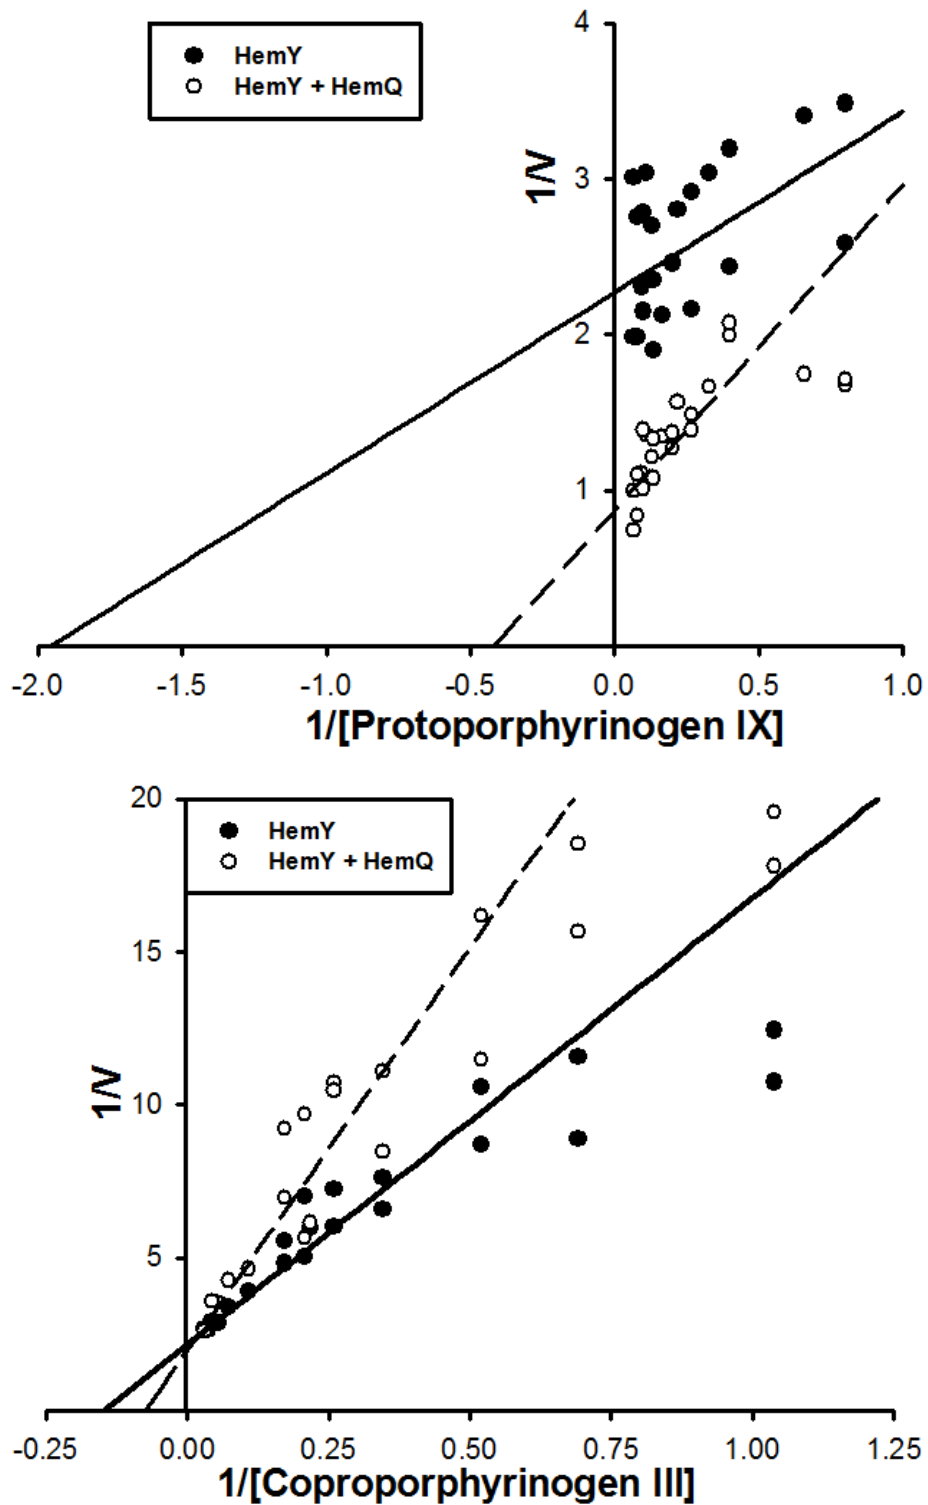 HemY
HemY + HemQ
4
3
2
1
1/V
-2.0 -1.5 -1.0 -0.5 0.0 0.5 1.0
1/[Protoporphyrinogen IX]
HemY
HemY + HemQ
20
15
10
5
1/V
-0.25 0.00 0.25 0.50 0.75 1.00 1.25
1/[Coproporphyrinogen III]